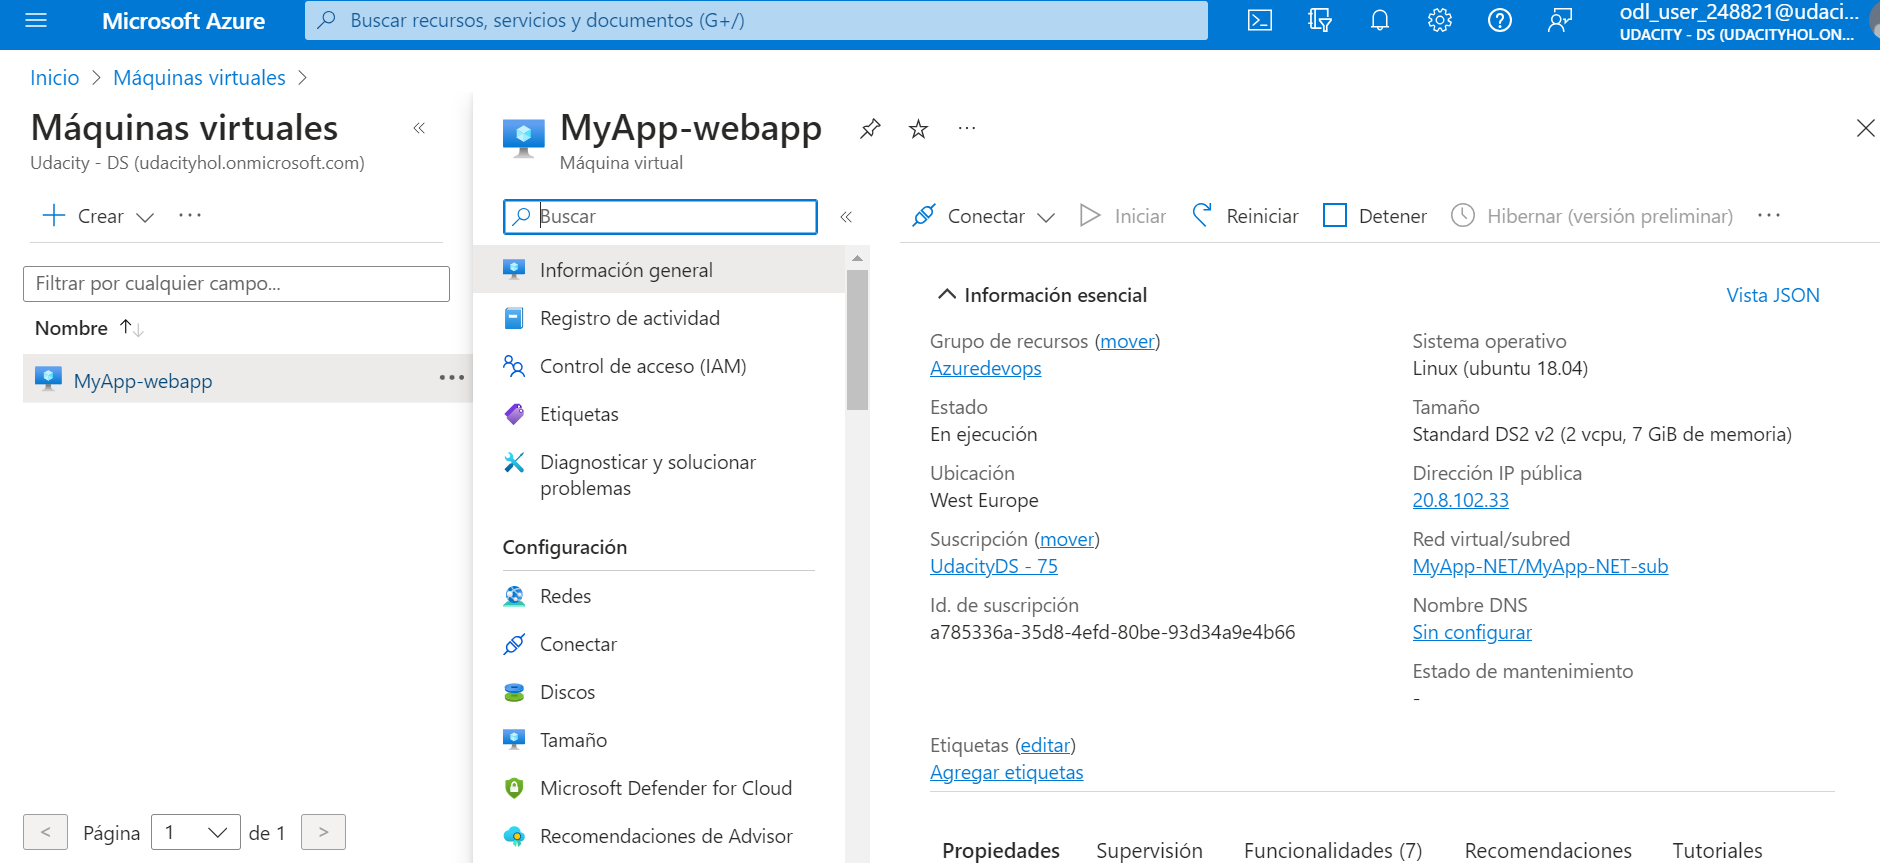 Microsoft Azure
Buscar recursos, servicios y documentos (G+/)
odl_user_248821@udaci...
UDACITY - DS (UDACITYHOL.ON...
Inicio > Máquinas virtuales >
Máquinas virtuales
Udacity - DS (udacityhol.onmicrosoft.com)
Crear
Filtrar por cualquier campo...
Nombre
MyApp-webapp
Página 1 de 1
MyApp-webapp
Máquina virtual
Buscar
Información general
Registro de actividad
Control de acceso (IAM)
Etiquetas
Diagnosticar y solucionar
problemas
Configuración
Redes
Conectar
Discos
Tamaño
Microsoft Defender for Cloud
Recomendaciones de Advisor
Conectar Iniciar Reiniciar Detener Hibernar (versión preliminar)
Información esencial
Vista JSON
Grupo de recursos (mover)
Azuredevops
Estado
En ejecución
Ubicación
West Europe
Suscripción (mover)
UdacityDS - 75
Id. de suscripción
a785336a-35d8-4efd-80be-93d34a9e4b66
Sistema operativo
Linux (ubuntu 18.04)
Tamaño
Standard DS2 v2 (2 vcpu, 7 GiB de memoria)
Dirección IP pública
20.8.102.33
Red virtual/subred
MyApp-NET/MyApp-NET-sub
Nombre DNS
Sin configurar
Estado de mantenimiento
-
Etiquetas (editar)
Agregar etiquetas
Propiedades Supervisión Funcionalidades (7) Recomendaciones Tutoriales